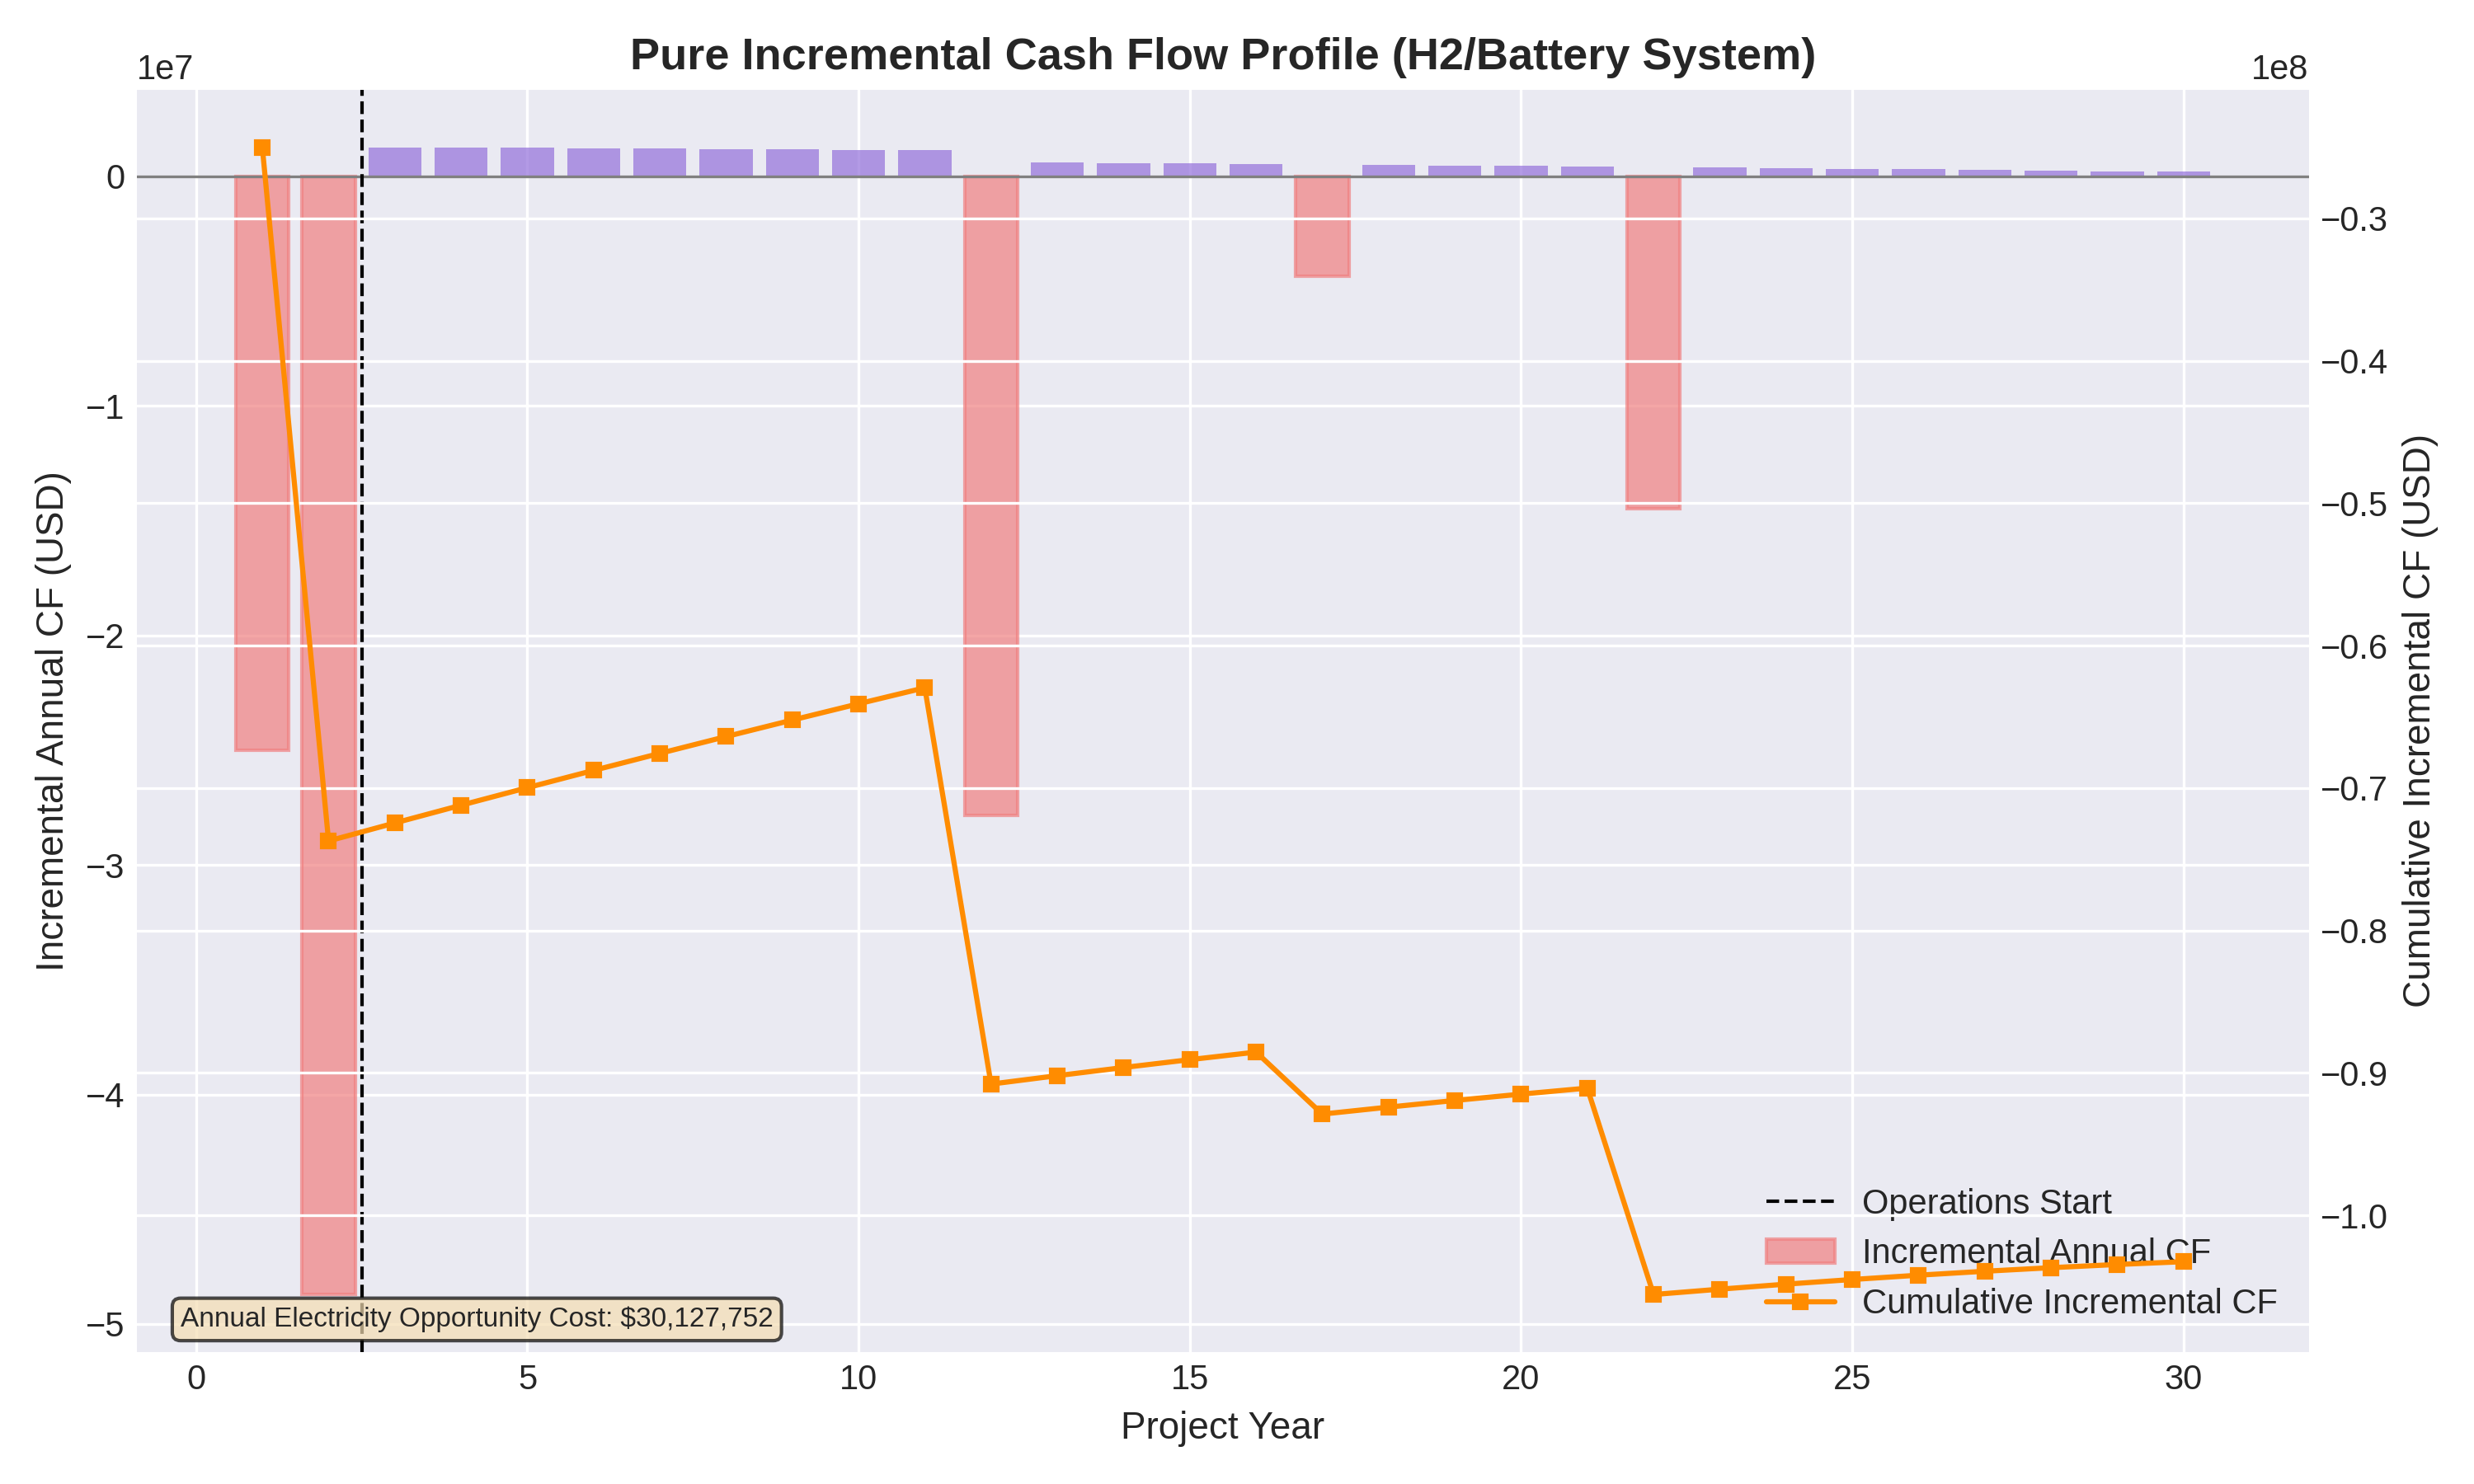 Pure Incremental Cash Flow Profile (H2/Battery System)
1e7
1e8
0
−1
−2
−3
−4
−5
Incremental Annual CF (USD)
−0.3
−0.4
−0.5
−0.6
−0.7
−0.8
−0.9
−1.0
Cumulative Incremental CF (USD)
Operations Start
Incremental Annual CF
Cumulative Incremental CF
Annual Electricity Opportunity Cost: $30,127,752
0 5 10 15 20 25 30
Project Year